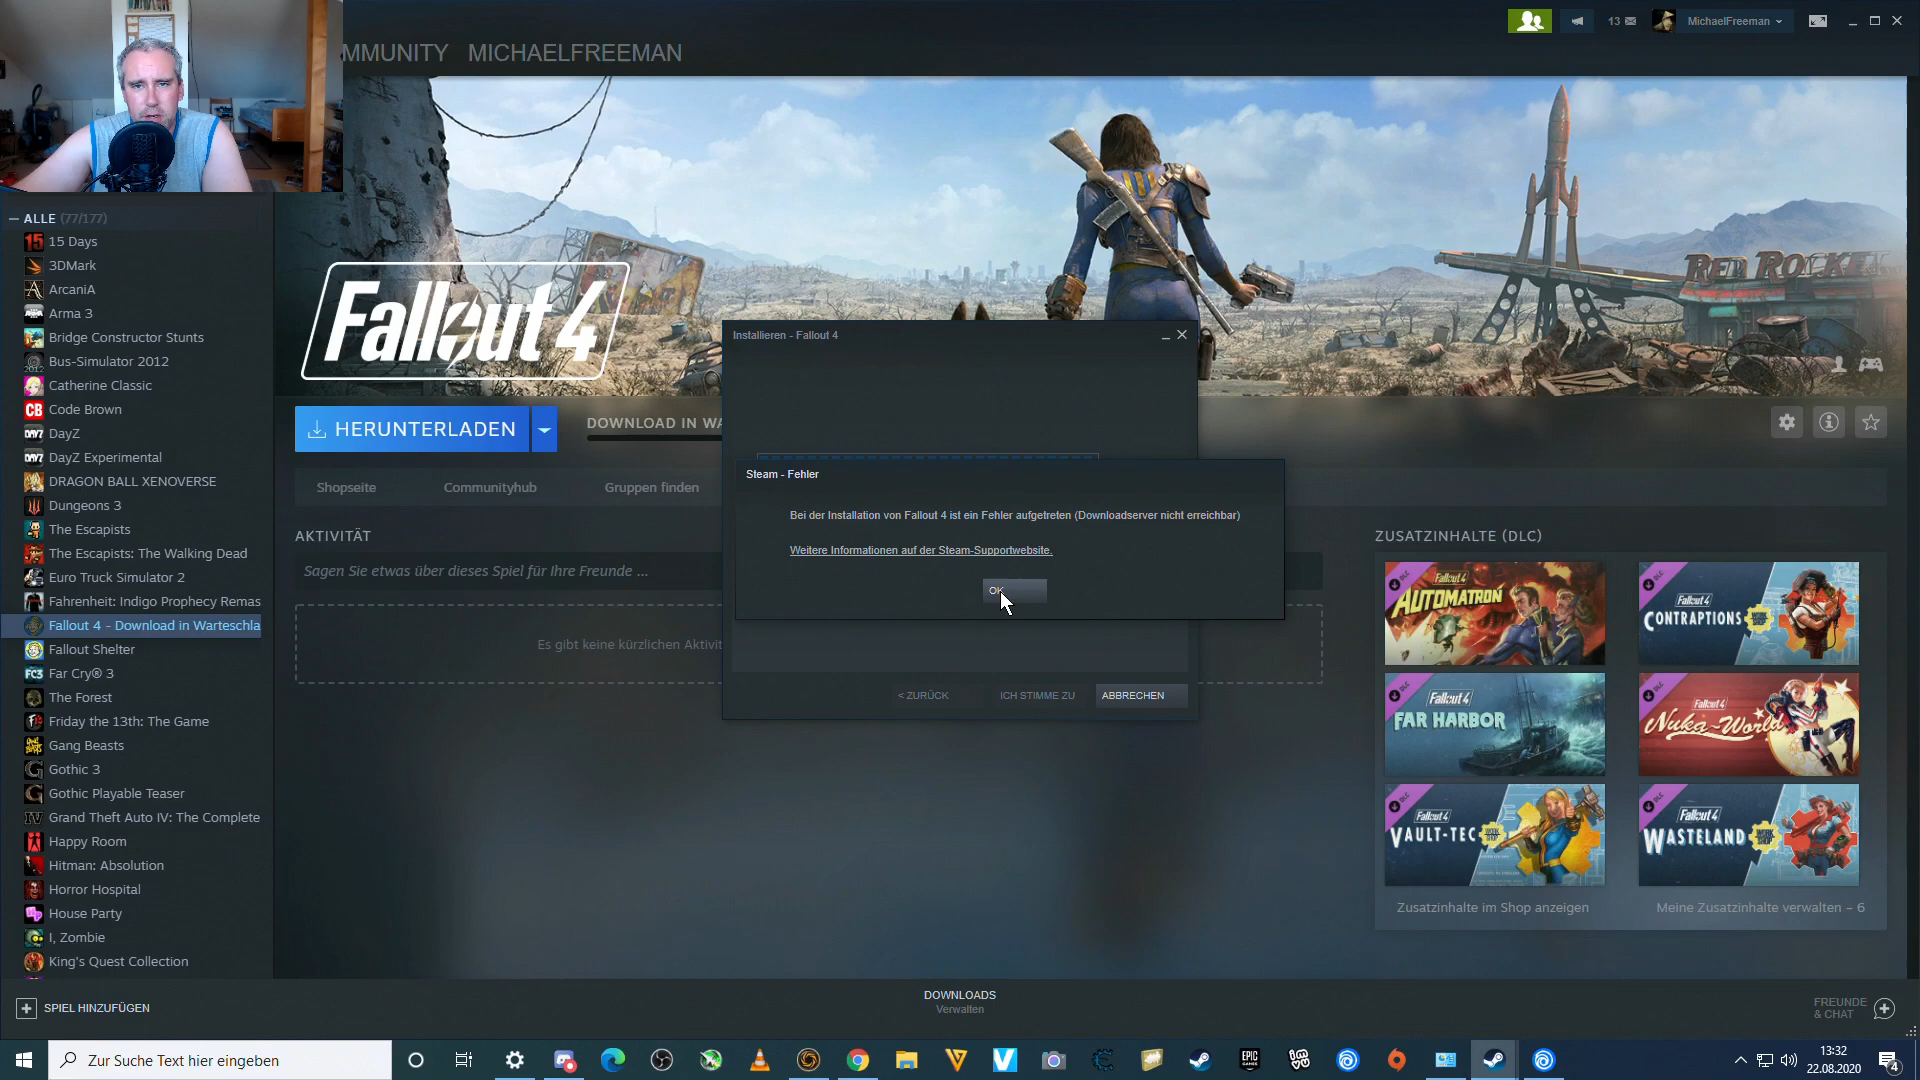 MMUNITY MICHAELFREEMAN
13
MichaelFreeman
ALLE (77/177)
15 Days
3DMark
ArcaniA
Arma 3
Bridge Constructor Stunts
Bus-Simulator 2012
Catherine Classic
Code Brown
DayZ
DayZ Experimental
DRAGON BALL XENOVERSE
Dungeons 3
The Escapists
The Escapists: The Walking Dead
Euro Truck Simulator 2
Fahrenheit: Indigo Prophecy Remas
Fallout 4 - Download in Warteschla
Fallout Shelter
Far Cry® 3
The Forest
Friday the 13th: The Game
Gang Beasts
Gothic 3
Gothic Playable Teaser
Grand Theft Auto IV: The Complete
Happy Room
Hitman: Absolution
Horror Hospital
House Party
I, Zombie
King's Quest Collection
SPIEL HINZUFÜGEN
Fallout 4
RED ROCKE
HERUNTERLADEN
DOWNLOAD IN WA
Shopseite
Communityhub
Gruppen finden
AKTIVITÄT
Sagen Sie etwas über dieses Spiel für Ihre Freunde ...
Es gibt keine kürzlichen Aktivit
Installieren - Fallout 4
Steam - Fehler
Bei der Installation von Fallout 4 ist ein Fehler aufgetreten (Downloadserver nicht erreichbar)
Weitere Informationen auf der Steam-Supportwebsite.
OK
< ZURÜCK
ICH STIMME ZU
ABBRECHEN
ZUSATZINHALTE (DLC)
DLC
Fallout 4
AUTOMATRON
DLC
Fallout 4
CONTRAPTIONS
DLC
Fallout 4
FAR HARBOR
DLC
Fallout 4
Nuka-World
DLC
Fallout 4
VAULT-TEC
DLC
Fallout 4
WASTELAND
Zusatzinhalte im Shop anzeigen
Meine Zusatzinhalte verwalten – 6
DOWNLOADS
Verwalten
FREUNDE
& CHAT
Zur Suche Text hier eingeben
13:32
22.08.2020
4